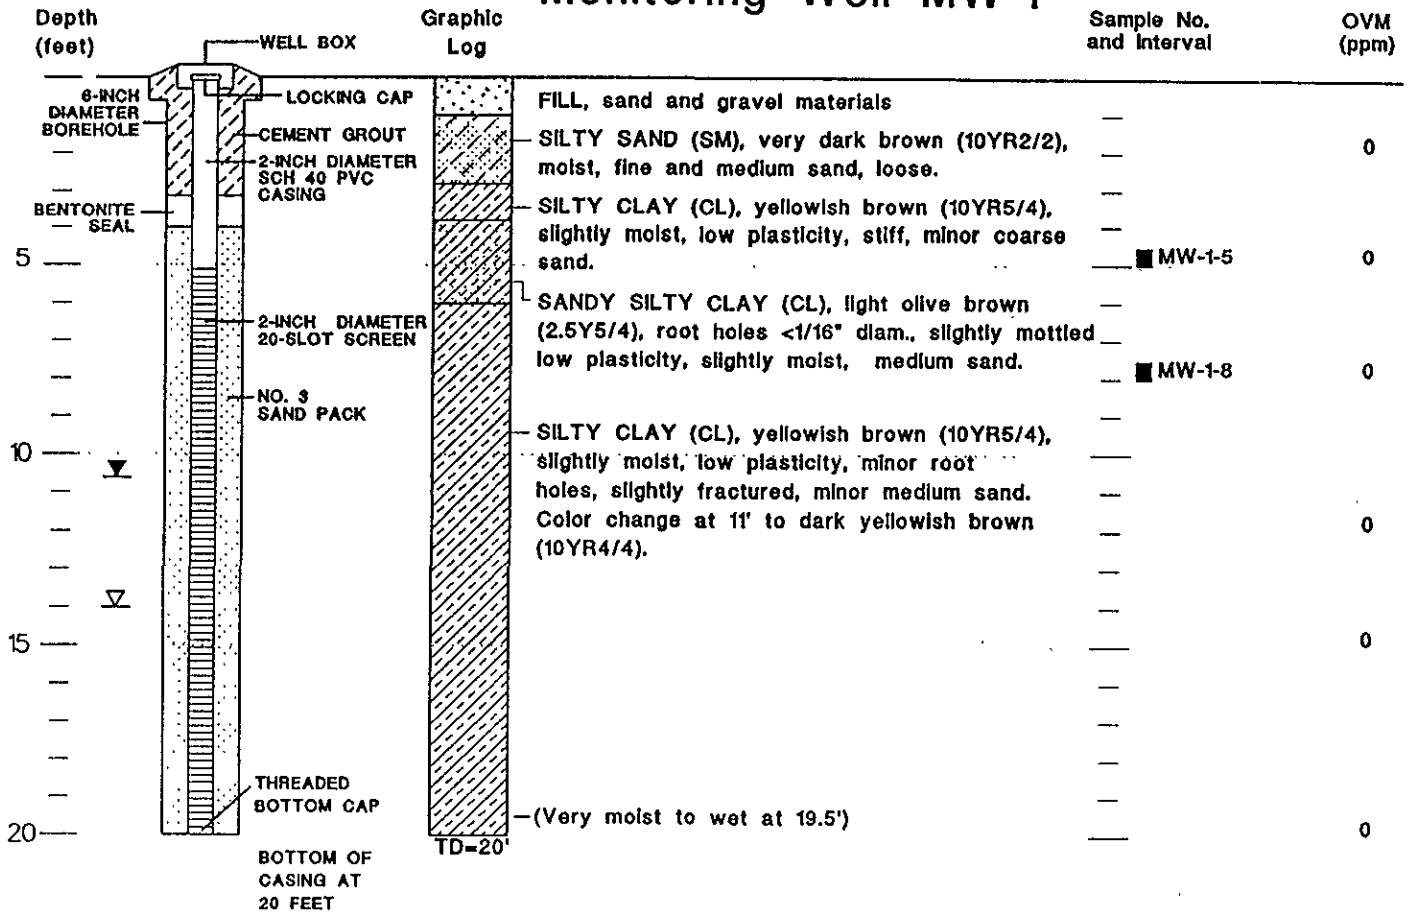 Monitoring Well MW-1
Depth
(feet)
Graphic
Log
Sample No.
and Interval
OVM
(ppm)
WELL BOX
6-INCH
DIAMETER
BOREHOLE
LOCKING CAP
CEMENT GROUT
2-INCH DIAMETER
SCH 40 PVC
CASING
BENTONITE
SEAL
FILL, sand and gravel materials
SILTY SAND (SM), very dark brown (10YR2/2),
moist, fine and medium sand, loose.
0
SILTY CLAY (CL), yellowish brown (10YR5/4),
slightly moist, low plasticity, stiff, minor coarse
sand.
5
MW-1-5
0
2-INCH DIAMETER
20-SLOT SCREEN
SANDY SILTY CLAY (CL), light olive brown
(2.5Y5/4), root holes <1/16" diam., slightly mottled
low plasticity, slightly moist, medium sand.
MW-1-8
0
NO. 3
SAND PACK
10
SILTY CLAY (CL), yellowish brown (10YR5/4),
slightly moist, low plasticity, minor root
holes, slightly fractured, minor medium sand.
Color change at 11' to dark yellowish brown
(10YR4/4).
0
15
0
THREADED
BOTTOM CAP
(Very moist to wet at 19.5')
20
0
TD=20'
BOTTOM OF
CASING AT
20 FEET